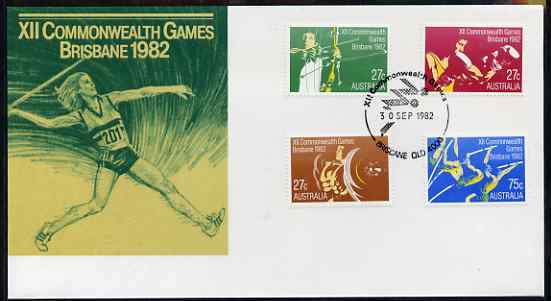 XII COMMONWEALTH GAMES
BRISBANE 1982
201
XII Commonwealth
Games
Brisbane 1982
27c
AUSTRALIA
XII Commonwealth
Games
Brisbane 1982
27c
AUSTRALIA
XII Commonwealth Games
30 SEP 1982
BRISBANE QLD 4000
XII Commonwealth
Games
Brisbane 1982
27c
AUSTRALIA
XII Commonwealth
Games
Brisbane 1982
75c
AUSTRALIA